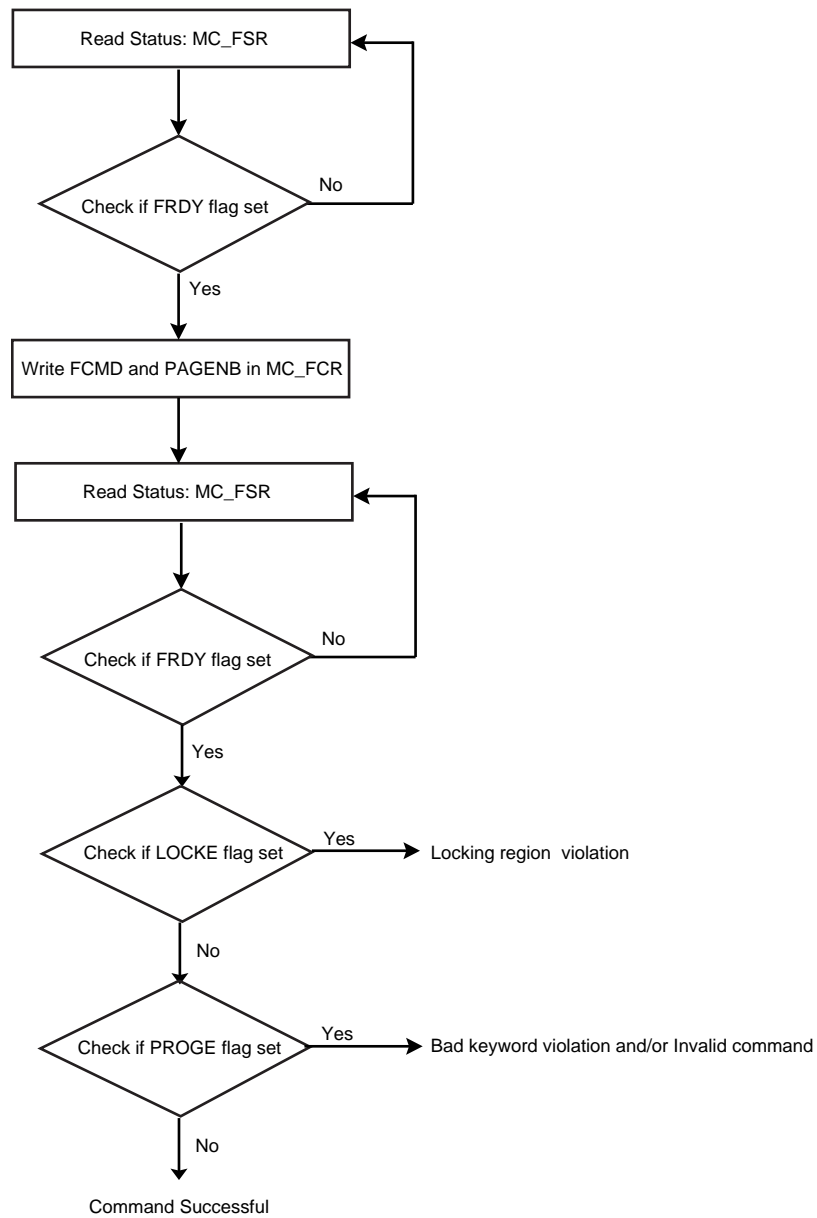 Read Status: MC_FSR
No
Check if FRDY flag set
Yes
Write FCMD and PAGENB in MC_FCR
Read Status: MC_FSR
No
Check if FRDY flag set
Yes
Check if LOCKE flag set
Yes
Locking region violation
No
Check if PROGE flag set
Yes
Bad keyword violation and/or Invalid command
No
Command Successful